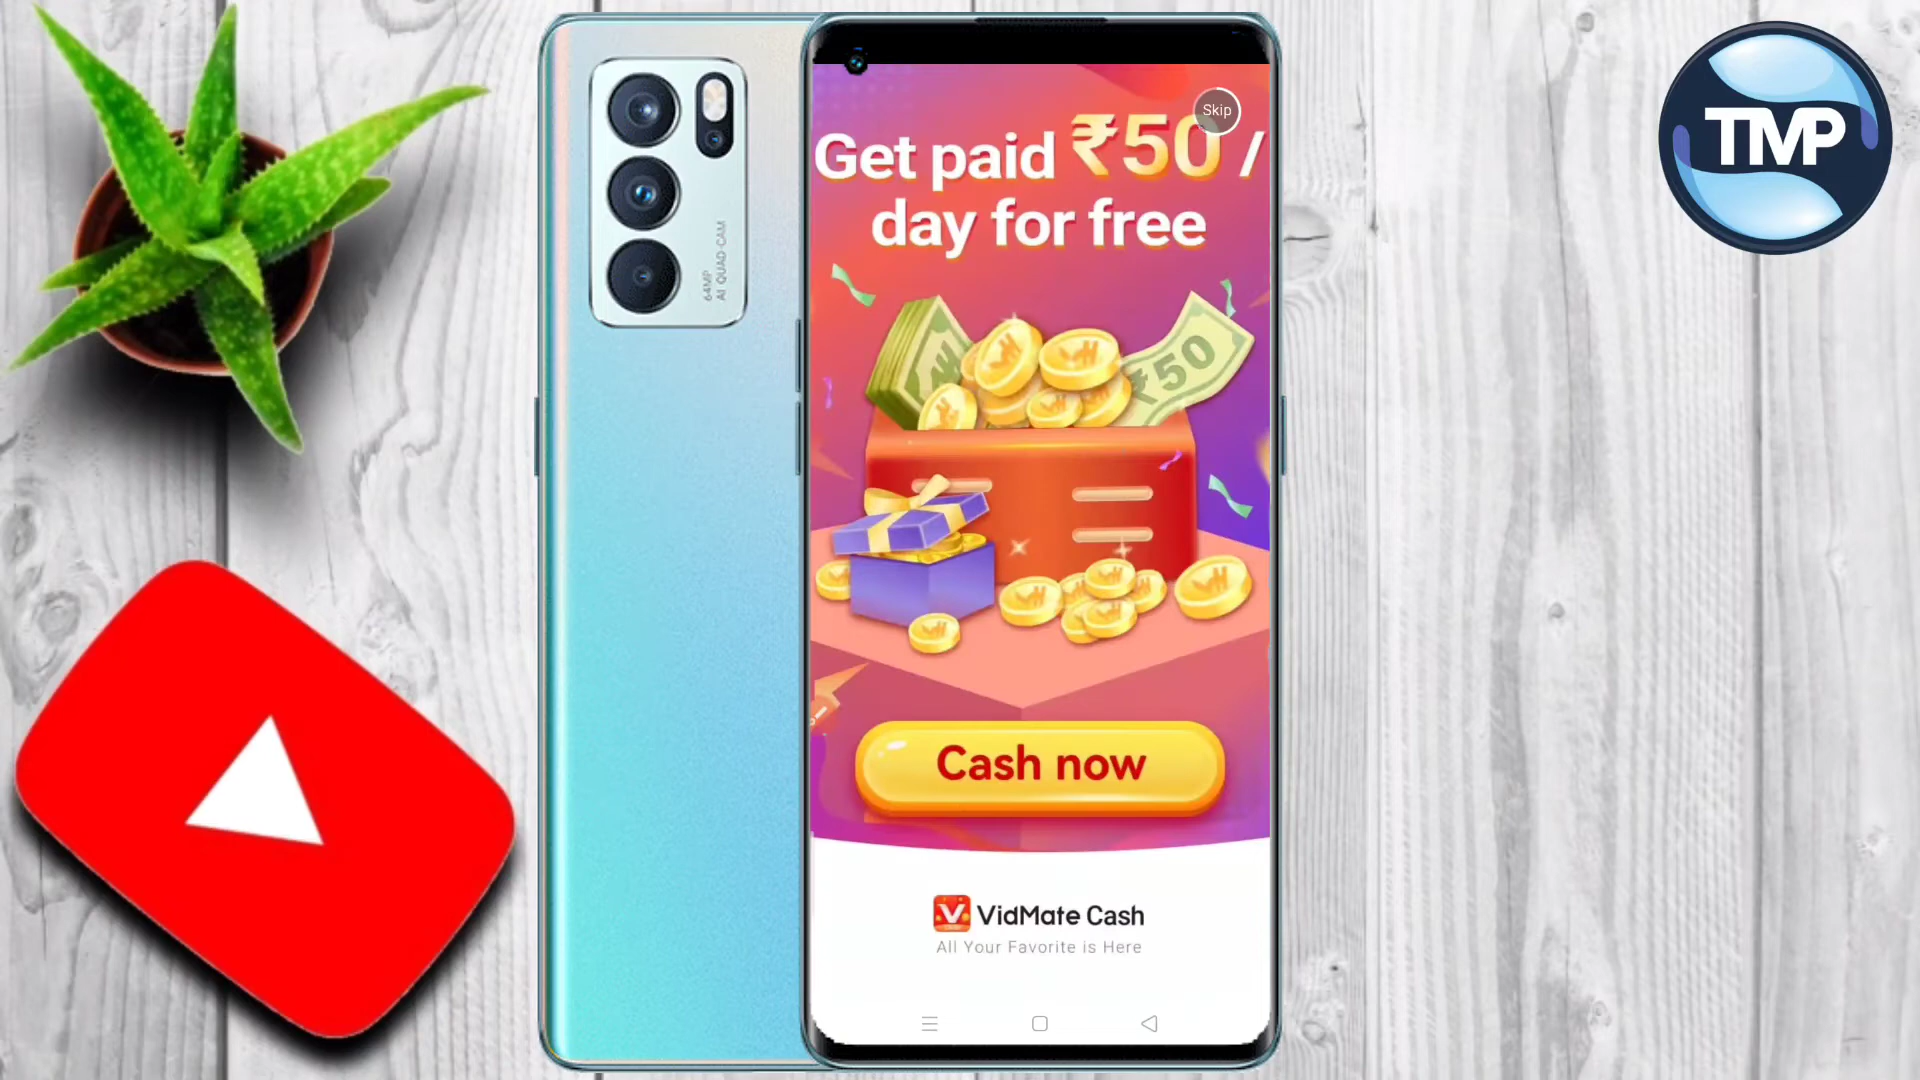 64MP
AI QUAD-CAM
Skip
Get paid ₹50 /
day for free
₹50
Cash now
VidMate Cash
All Your Favorite is Here
TMP